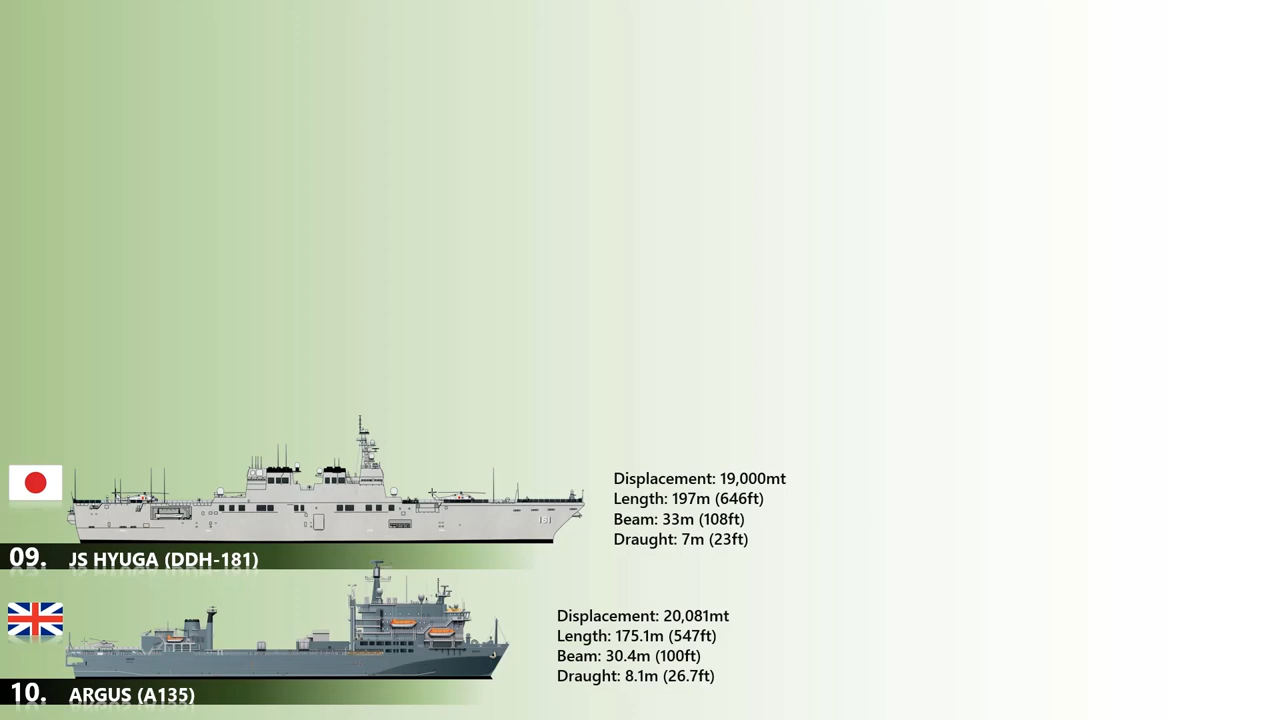 Displacement: 19,000mt
Length: 197m (646ft)
Beam: 33m (108ft)
Draught: 7m (23ft)
181
09. JS HYUGA (DDH-181)
Displacement: 20,081mt
Length: 175.1m (547ft)
Beam: 30.4m (100ft)
Draught: 8.1m (26.7ft)
10. ARGUS (A135)